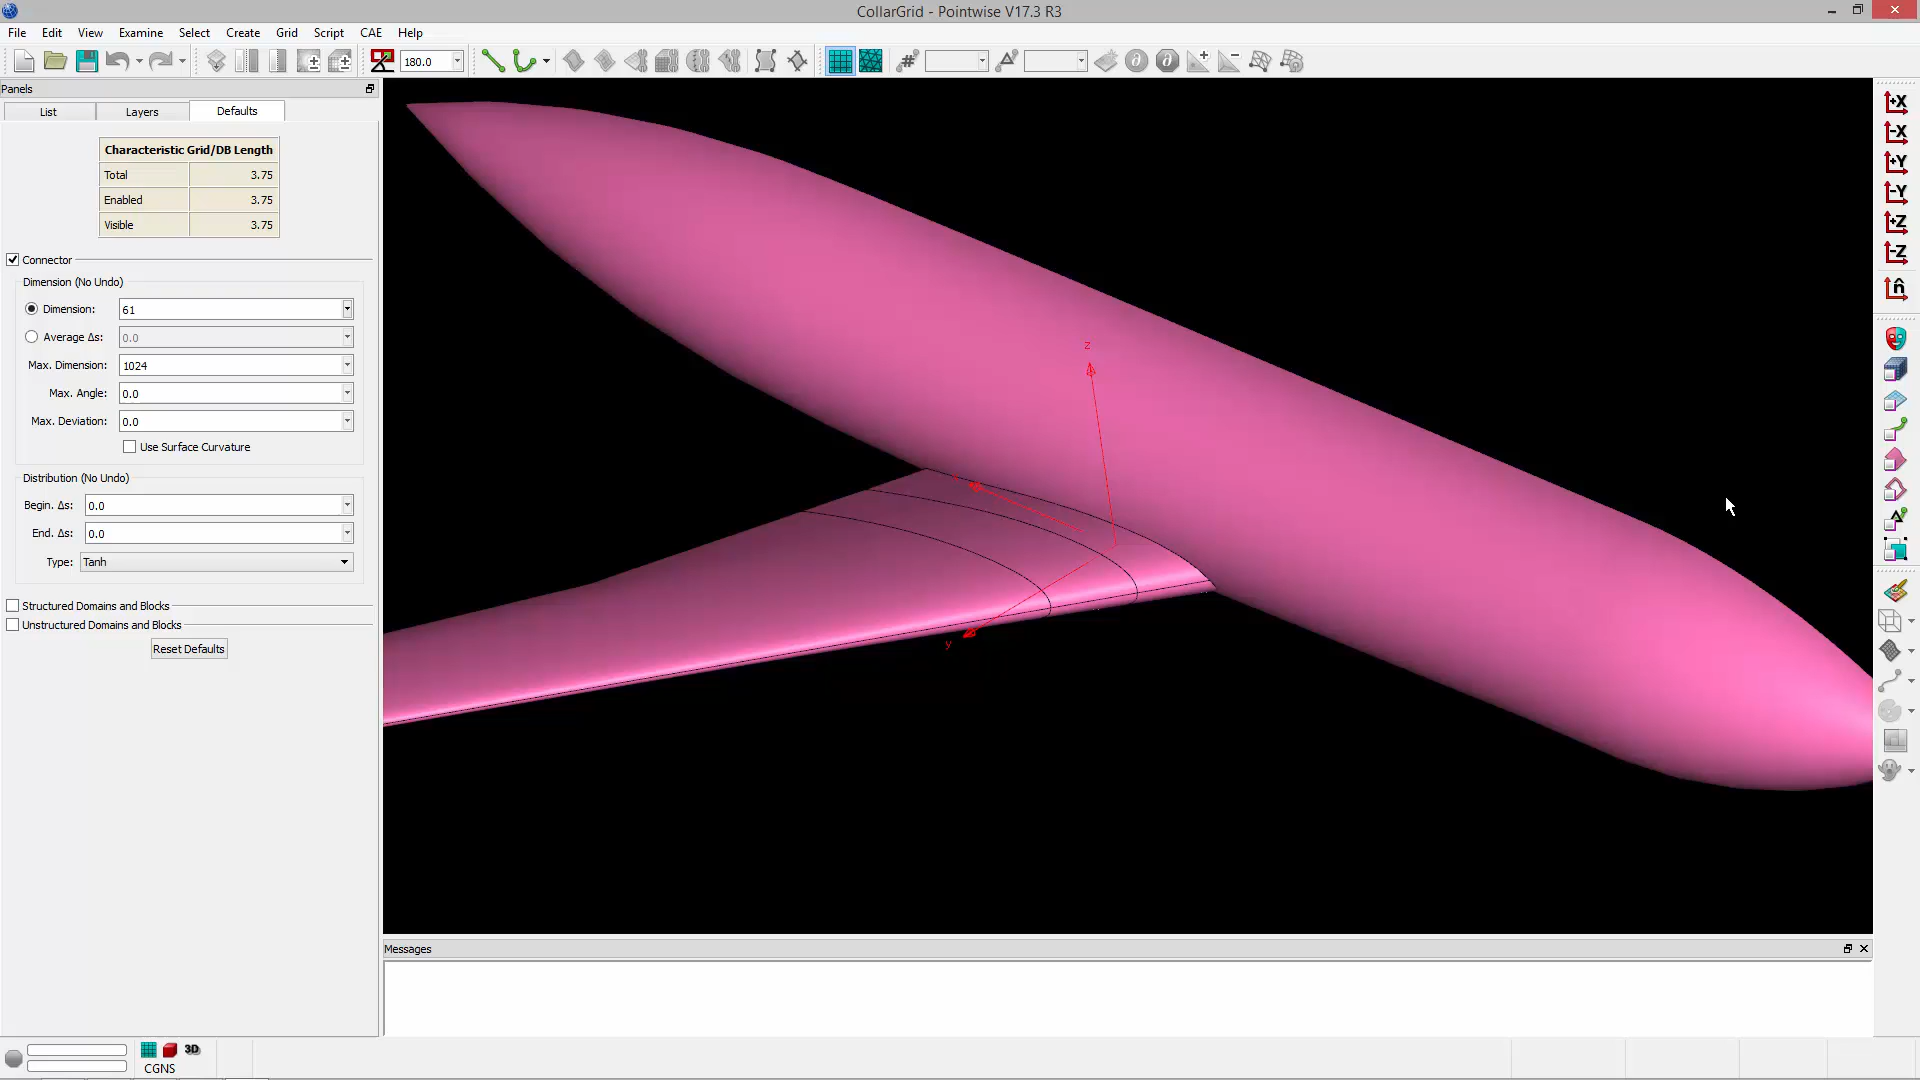 CollarGrid - Pointwise V17.3 R3
File Edit View Examine Select Create Grid Script CAE Help
180.0
Panels
List Layers Defaults
Characteristic Grid/DB Length
Total 3.75
Enabled 3.75
Visible 3.75
Connector
Dimension (No Undo)
Dimension: 61
Average Δs: 0.0
Max. Dimension: 1024
Max. Angle: 0.0
Max. Deviation: 0.0
Use Surface Curvature
Distribution (No Undo)
Begin. Δs: 0.0
End. Δs: 0.0
Type: Tanh
Structured Domains and Blocks
Unstructured Domains and Blocks
Reset Defaults
z
y
+X
-X
+Y
-Y
+Z
-Z
n̂
Messages
3D
CGNS